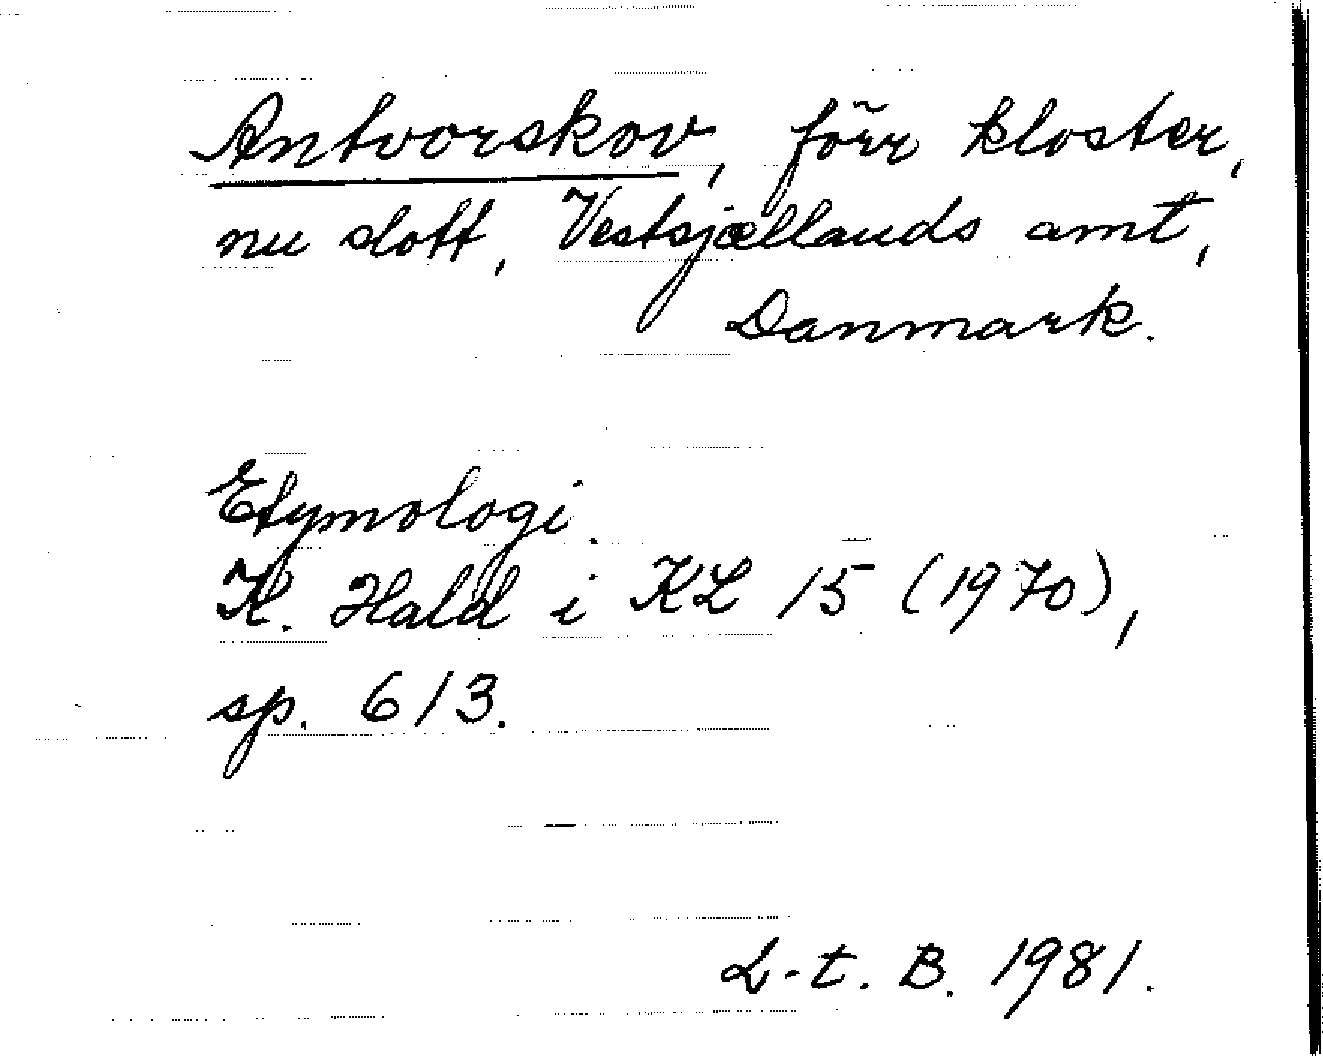 Antvorskov, förr kloster,
nu slott, Vestsjællands amt,
Danmark.
Etymologi.
K. Hald i KL 15 (1970),
sp. 613.
L-t. B. 1981.